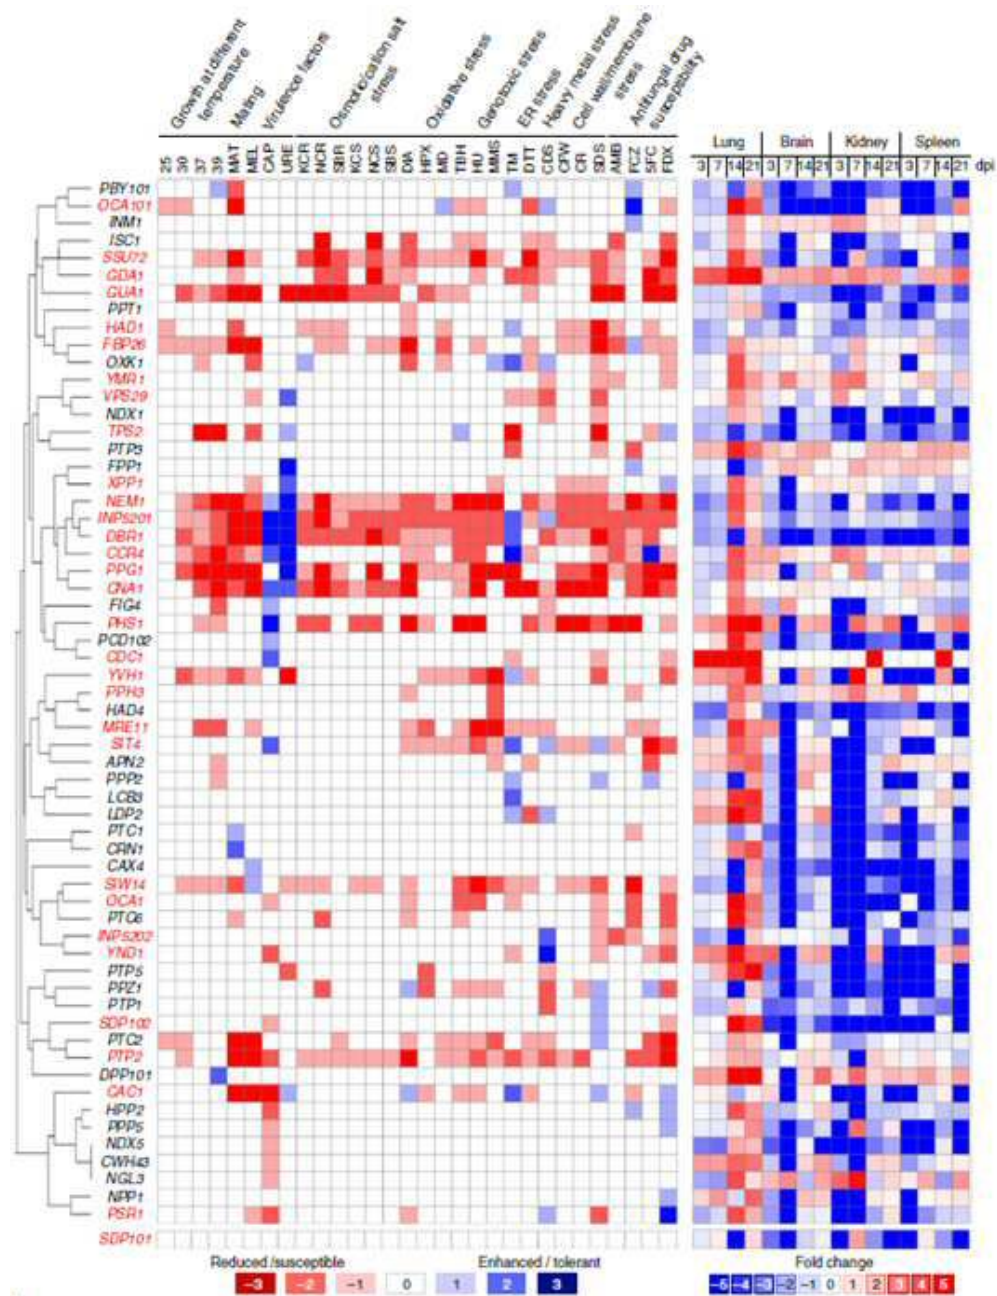 Growth at different
temperature
Mating
Virulence factors
Osmotic/cation salt
stress
Oxidative stress
Genotoxic stress
ER stress
Heavy metal stress
Cell wall/membrane
stress
Antifungal drug
susceptibility
Lung Brain Kidney Spleen
25 30 37 39 MAT MEL CAP URE KCR NCR SBR KCS NCS SBS DIA HPX MD TBH HU MMS TM DTT CDS CFW CR SDS AMB FCZ 5FC FDX
3 7 14 21 3 7 14 21 3 7 14 21 3 7 14 21 dpi
PBY101
OCA101
INM1
ISC1
SSU72
GDA1
GUA1
PPT1
HAD1
FBP26
OXK1
YMR1
VPS29
NDX1
TPS2
PTP3
FPP1
XPP1
NEM1
INP5201
DBR1
CCR4
PPG1
CNA1
FIG4
PHS1
PCD102
CDC1
YVH1
PPH3
HAD4
MRE11
SIT4
APN2
PPP2
LCB3
LDP2
PTC1
CRN1
CAX4
SIW14
OCA1
PTC6
INP5202
YND1
PTP5
PPZ1
PTP1
SDP102
PTC2
PTP2
DPP101
CAC1
HPP2
PPP5
NDX5
CWH43
NGL3
NPP1
PSR1
SDP101
Reduced /susceptible Enhanced / tolerant Fold change
−3 −2 −1 0 1 2 3 −5 −4 −3 −2 −1 0 1 2 3 4 5